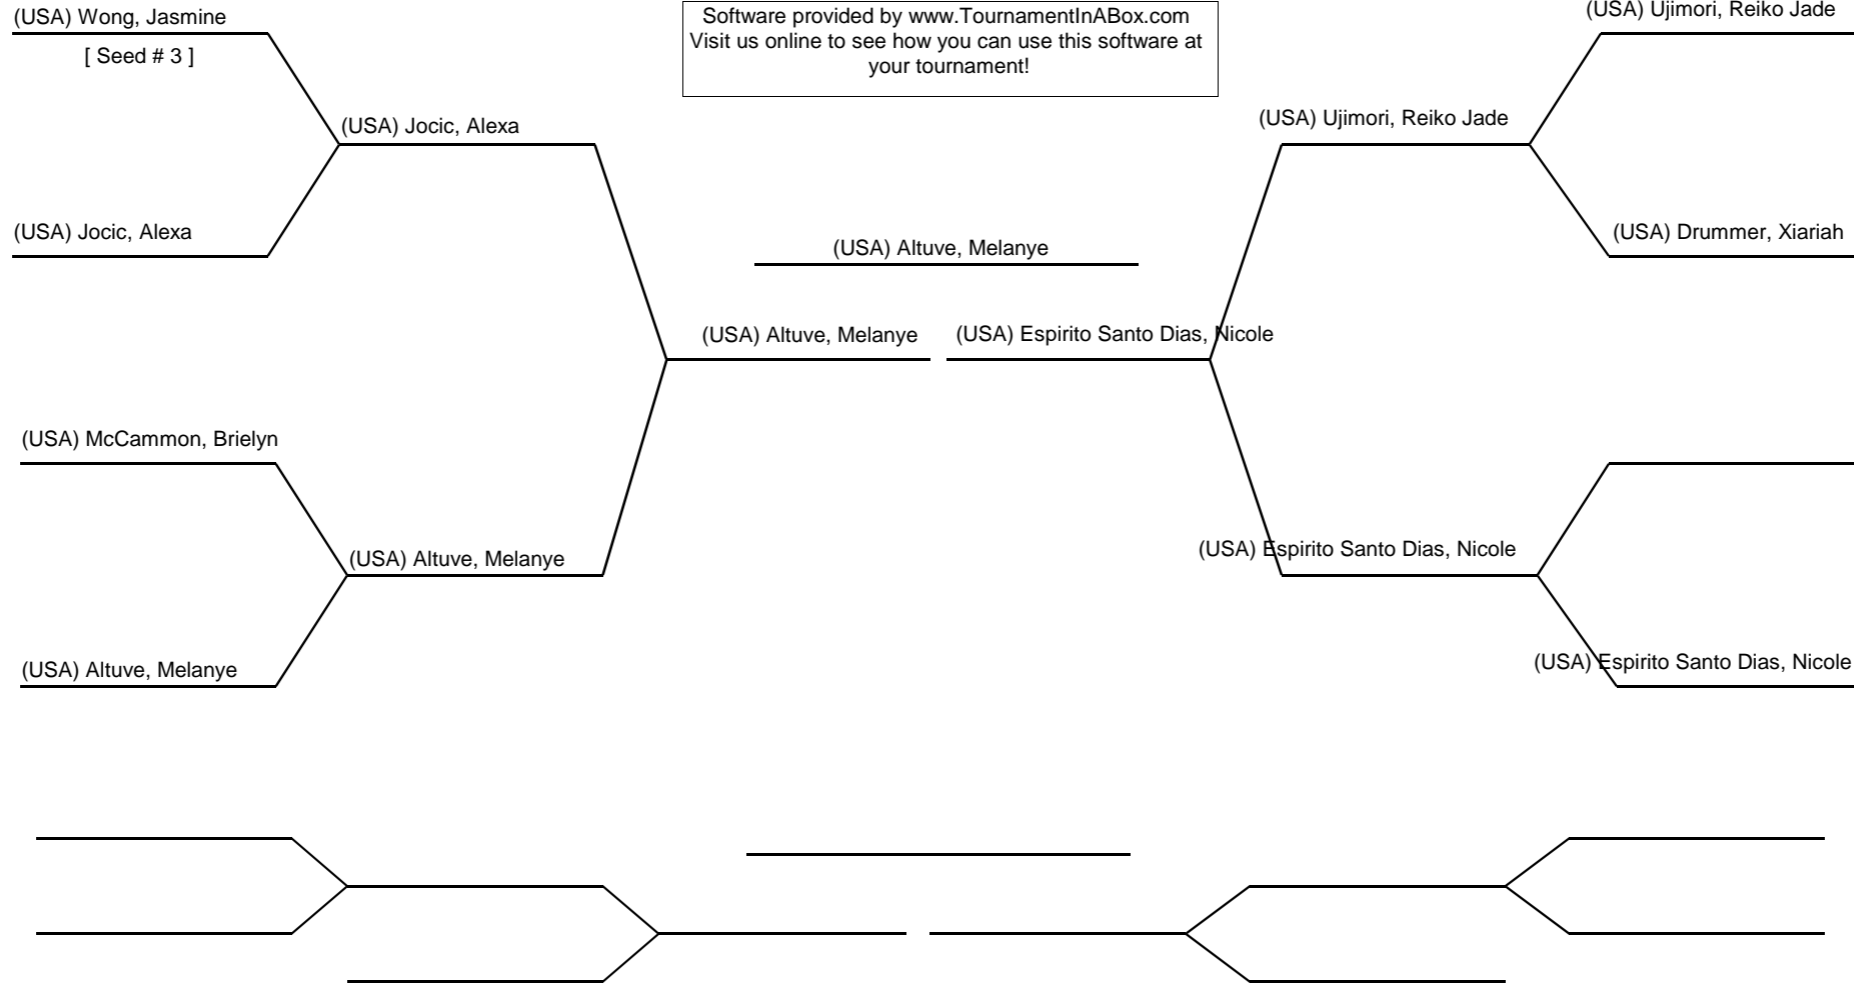 (USA) Wong, Jasmine
[ Seed # 3 ]
Software provided by www.TournamentInABox.com
Visit us online to see how you can use this software at
your tournament!
(USA) Ujimori, Reiko Jade
(USA) Jocic, Alexa
(USA) Ujimori, Reiko Jade
(USA) Jocic, Alexa
(USA) Altuve, Melanye
(USA) Drummer, Xiariah
(USA) Altuve, Melanye
(USA) Espirito Santo Dias, Nicole
(USA) McCammon, Brielyn
(USA) Altuve, Melanye
(USA) Espirito Santo Dias, Nicole
(USA) Altuve, Melanye
(USA) Espirito Santo Dias, Nicole